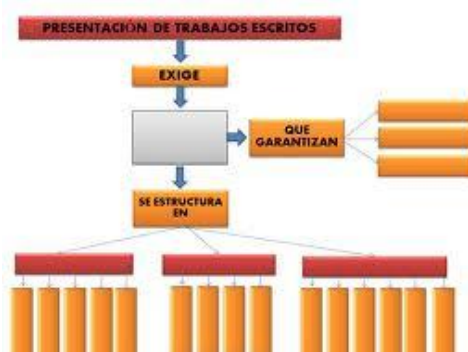 PRESENTACIÓN DE TRABAJOS ESCRITOS
EXIGE
QUE
GARANTIZAN
SE ESTRUCTURA
EN